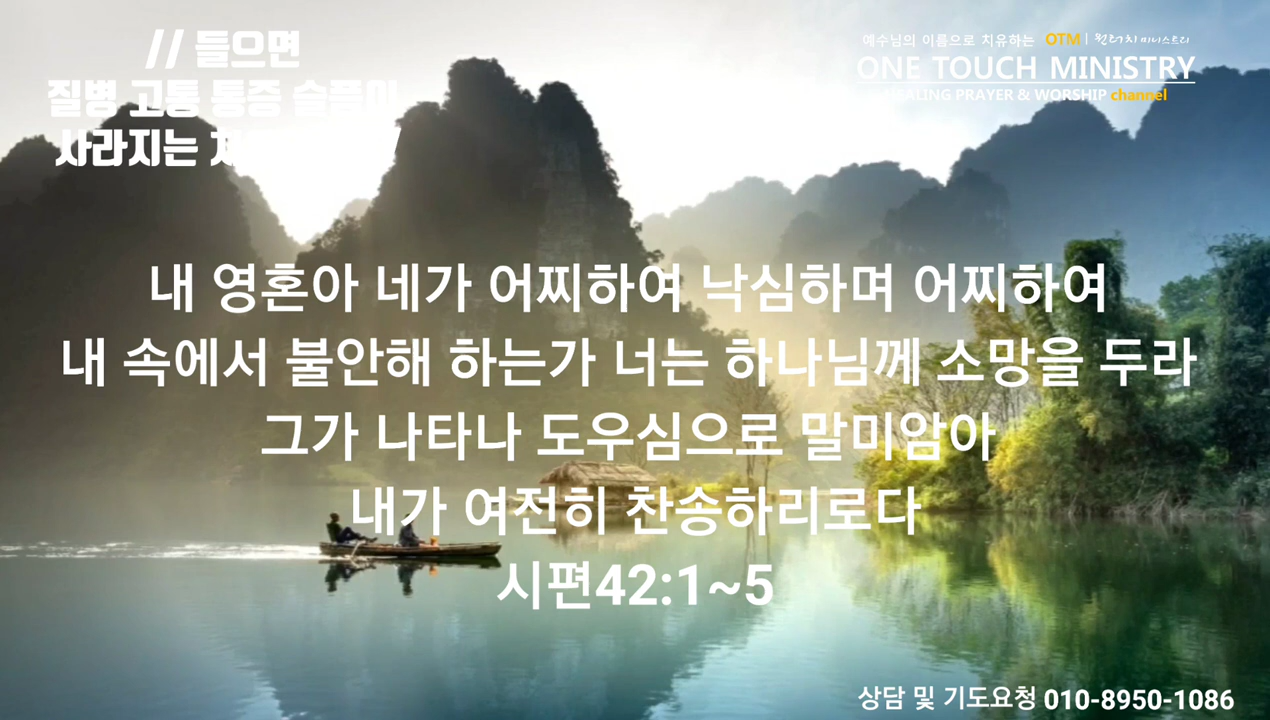 // 들으면
질병 고통 통증 슬픔이
사라지는
예수님의 이름으로 치유하는 OTM | 원터치 미니스트리
ONE TOUCH MINISTRY
HEALING PRAYER & WORSHIP channel
내 영혼아 네가 어찌하여 낙심하며 어찌하여
내 속에서 불안해 하는가 너는 하나님께 소망을 두라
그가 나타나 도우심으로 말미암아
내가 여전히 찬송하리로다
시편42:1~5
상담 및 기도요청 010-8950-1086